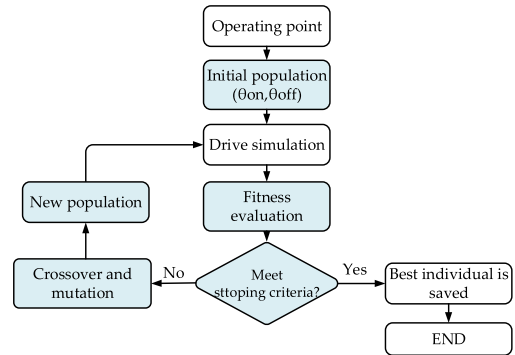 Operating point
Initial population
(θon,θoff)
Drive simulation
New population
Fitness
evaluation
Crossover and
mutation
No
Meet
sttoping criteria?
Yes
Best individual is
saved
END